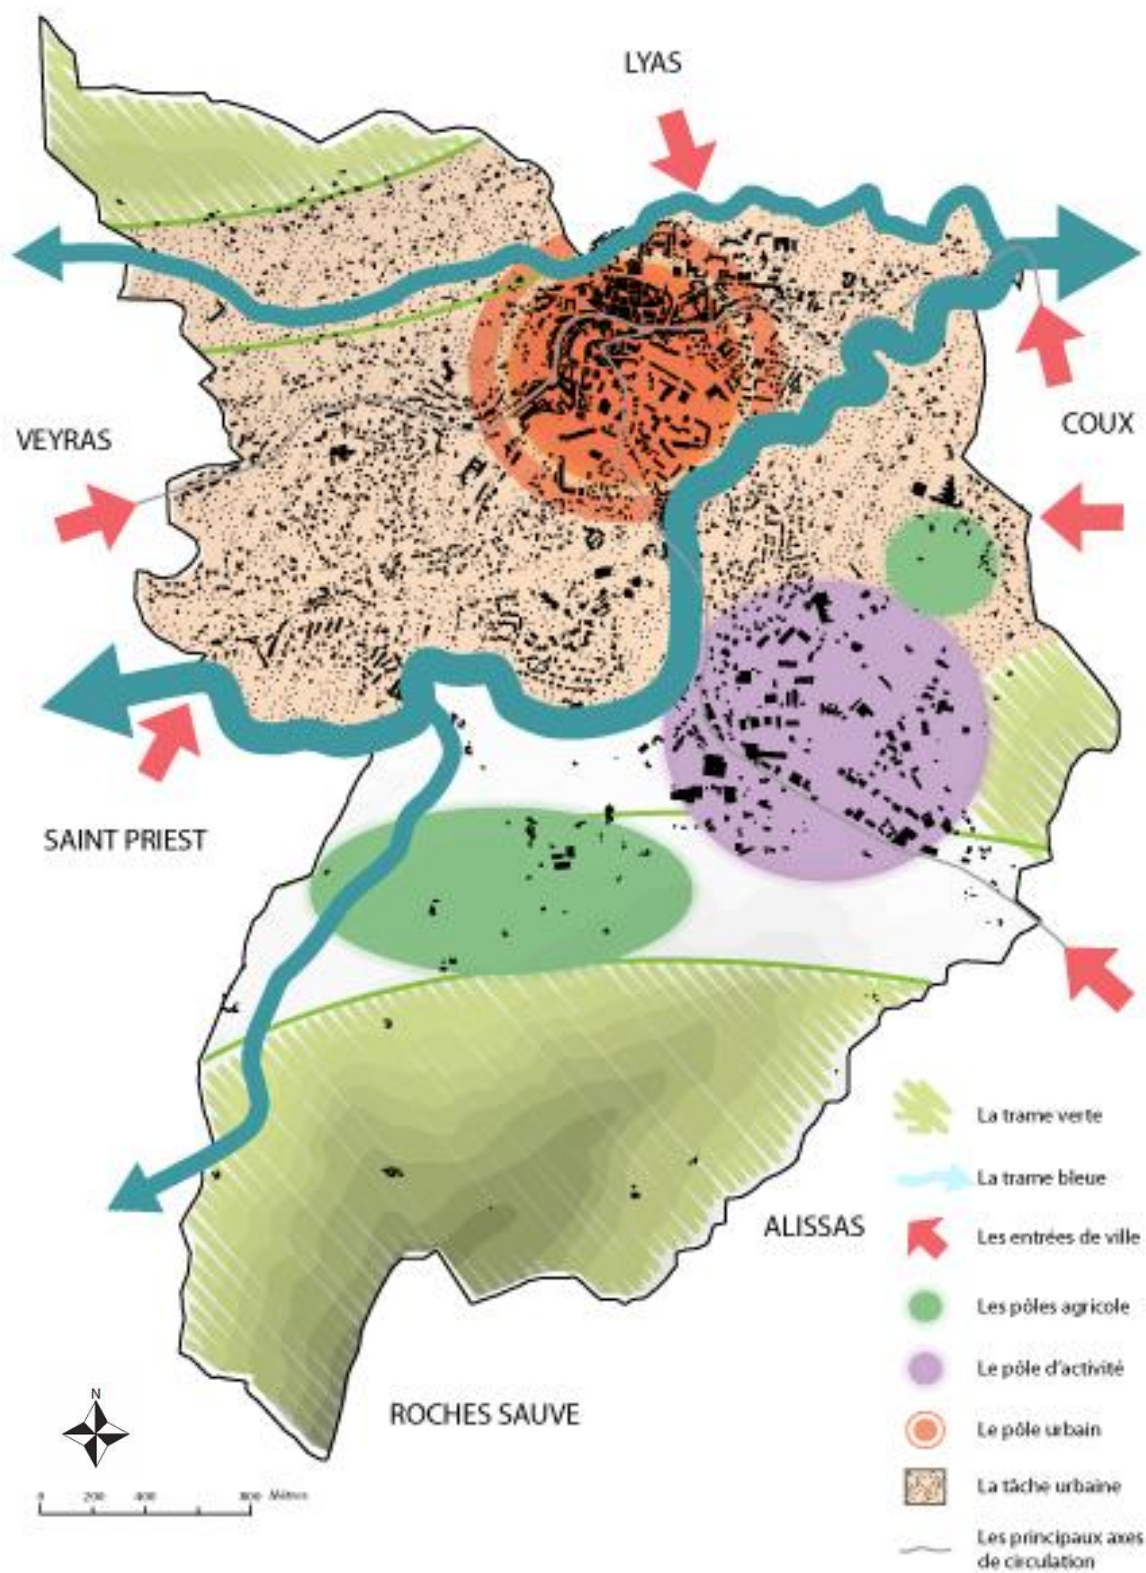 LYAS
VEYRAS
COUX
SAINT PRIEST
ALISSAS
ROCHES SAUVE
N
0 200 400 800 Mètres
La trame verte
La trame bleue
Les entrées de ville
Les pôles agricole
Le pôle d'activité
Le pôle urbain
La tâche urbaine
Les principaux axes
de circulation